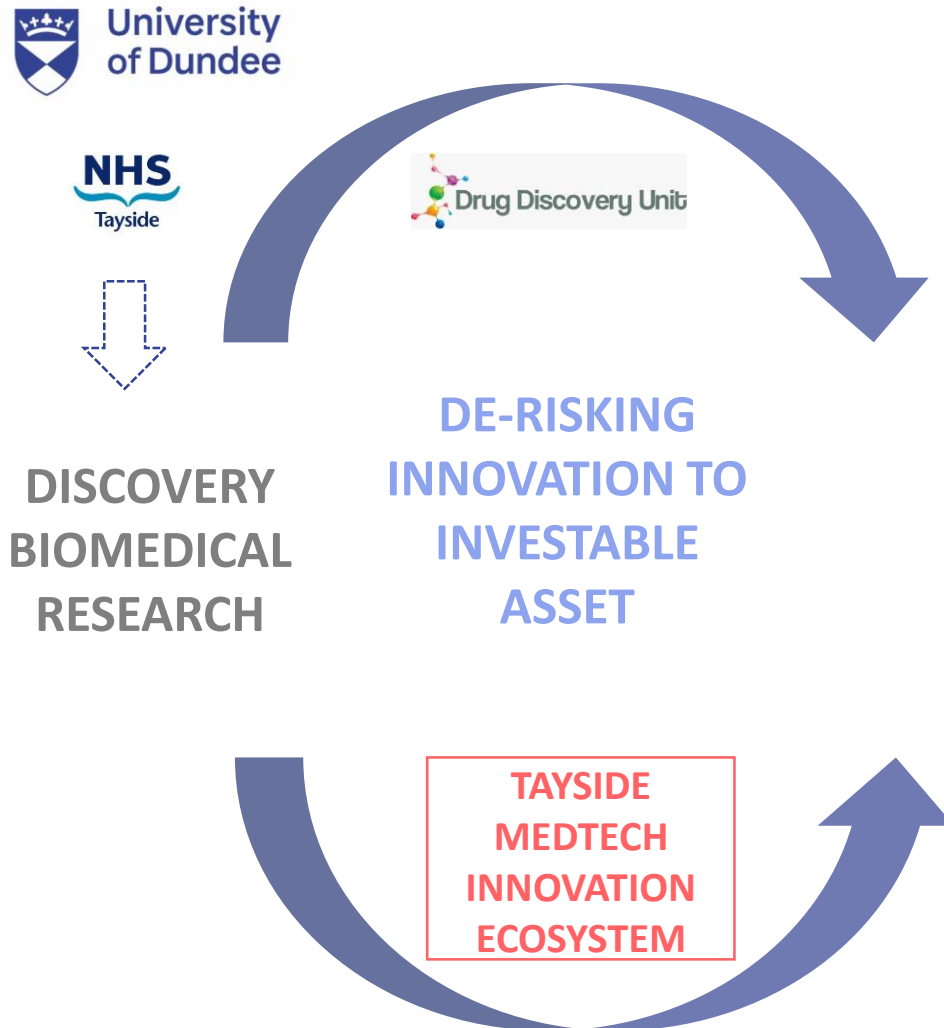 University
of Dundee
NHS
Tayside
Drug Discovery Unit
DISCOVERY
BIOMEDICAL
RESEARCH
DE-RISKING
INNOVATION TO
INVESTABLE
ASSET
TAYSIDE
MEDTECH
INNOVATION
ECOSYSTEM